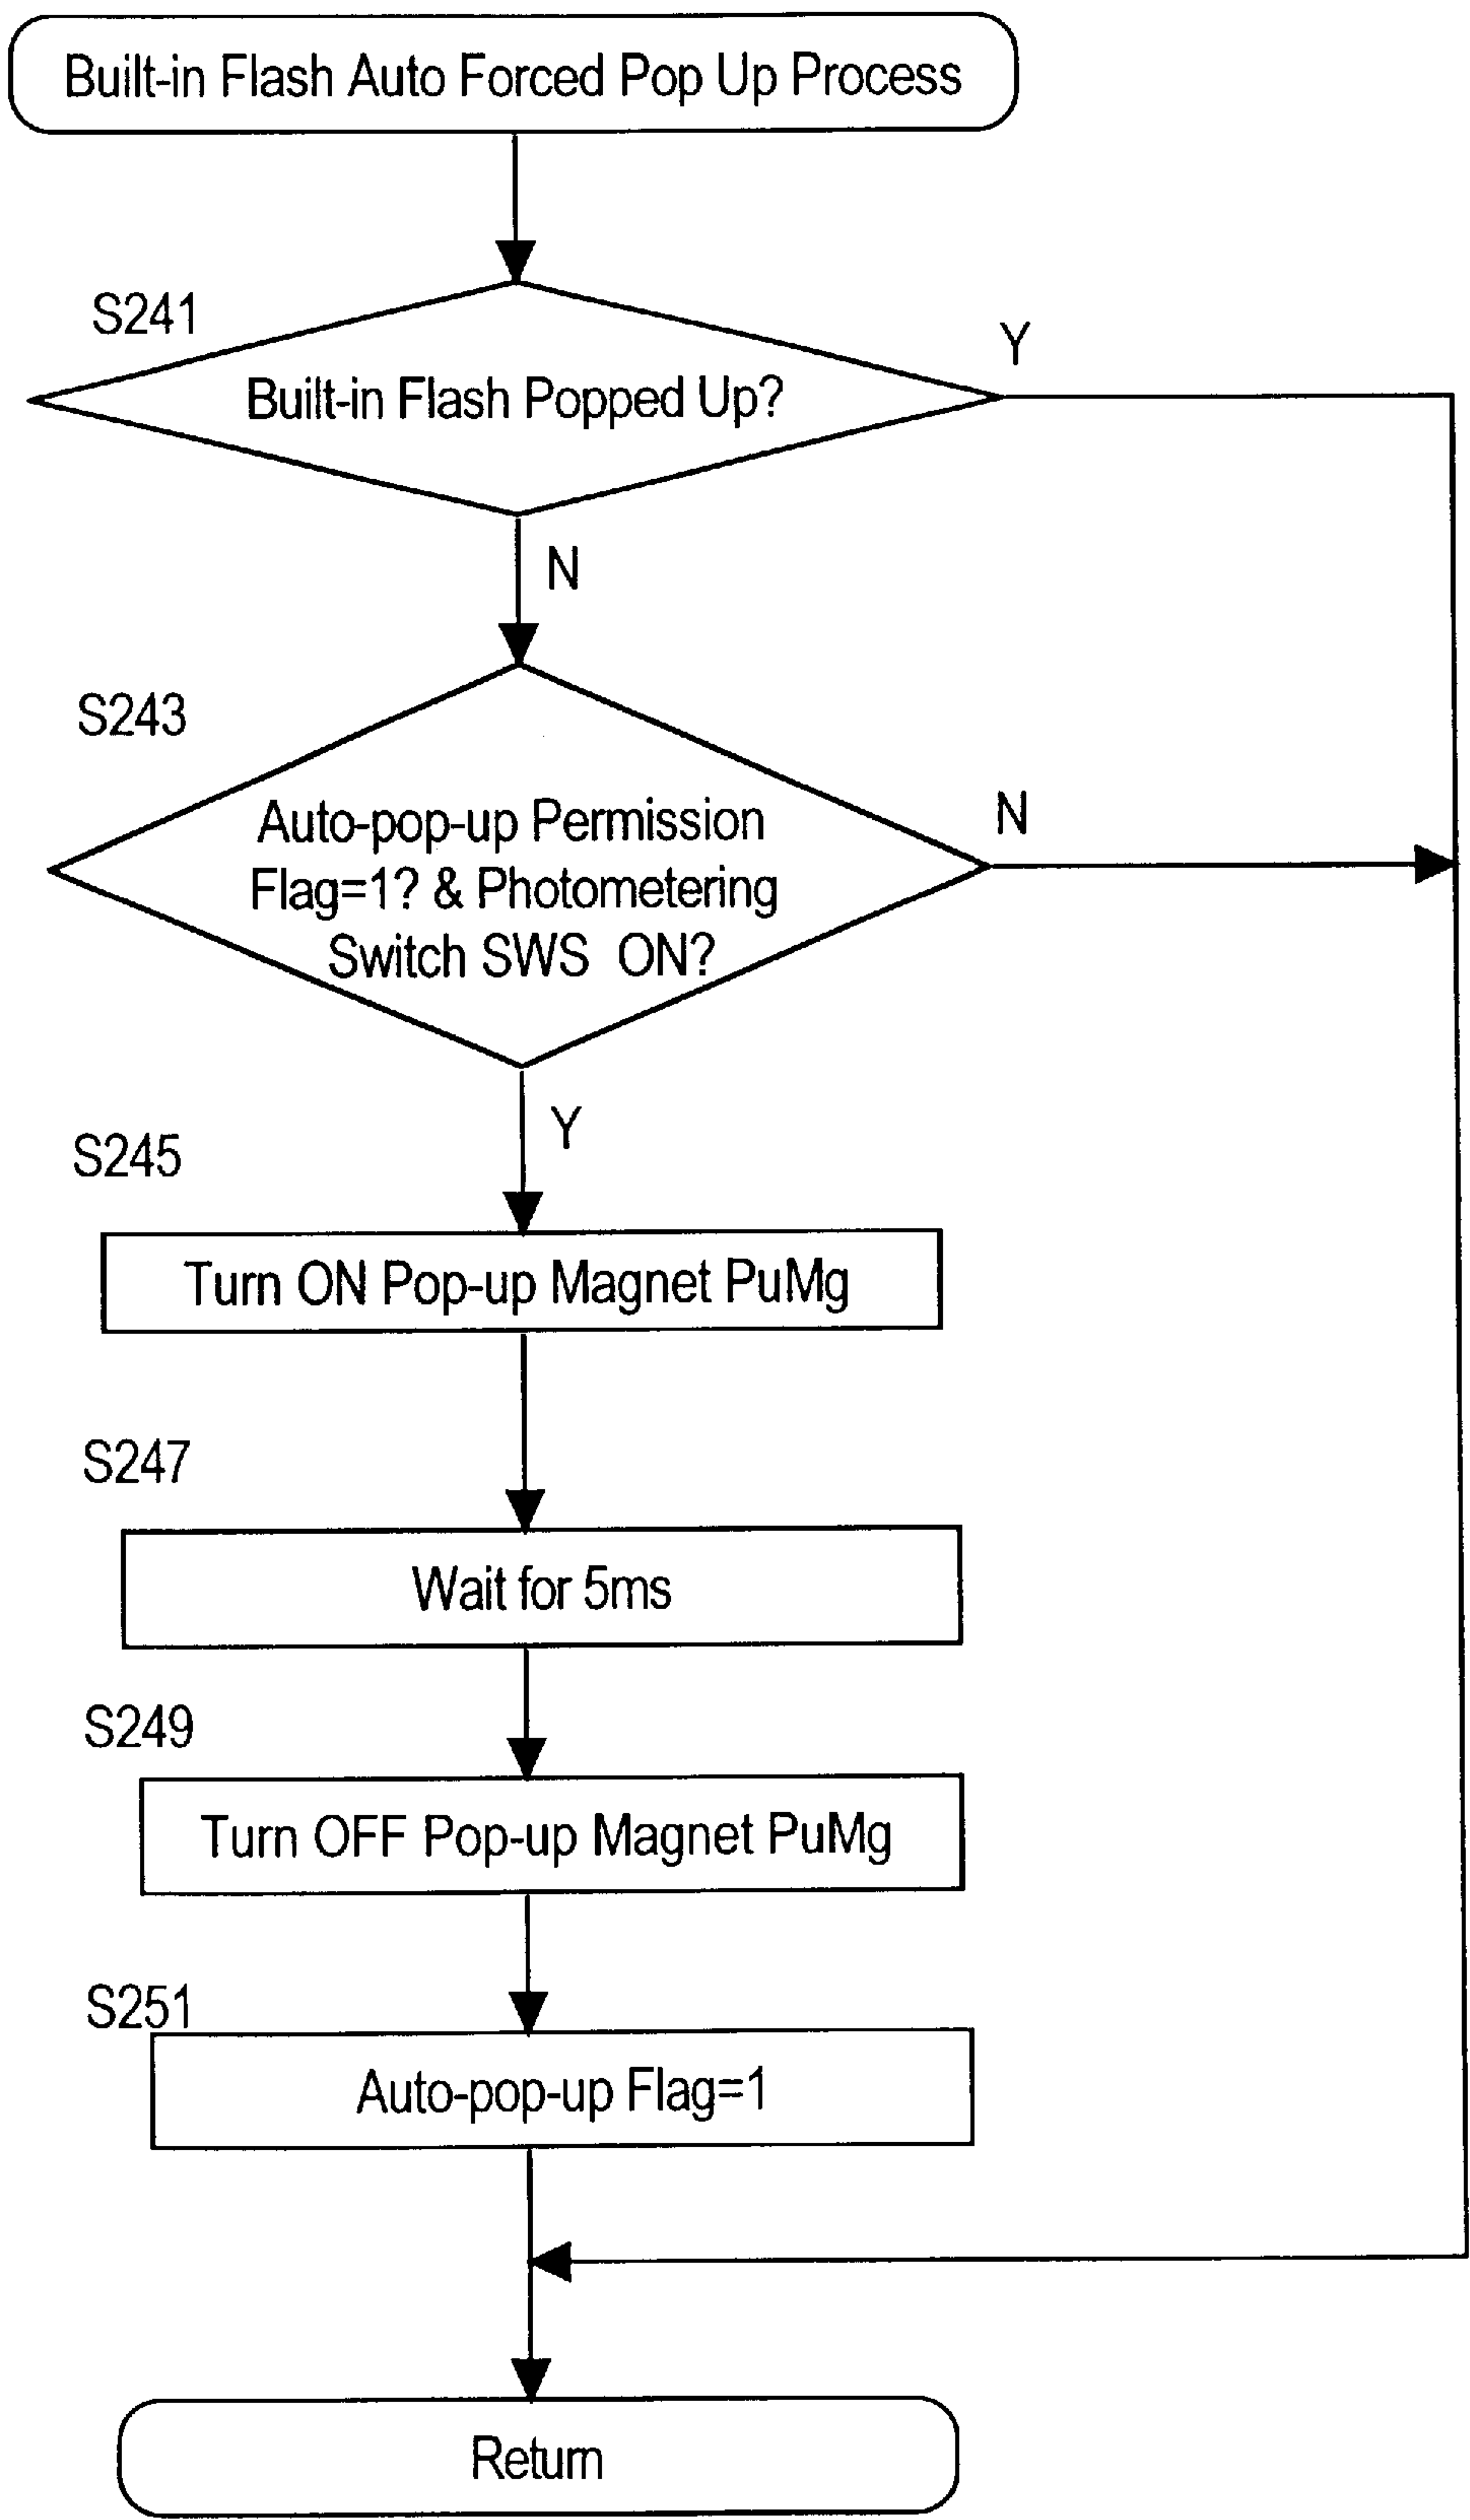 Built-in Flash Auto Forced Pop Up Process
S241
Y
Built-in Flash Popped Up?
N
S243
N
Auto-pop-up Permission
Flag=1? & Photometering
Switch SWS ON?
Y
S245
Turn ON Pop-up Magnet PuMg
S247
Wait for 5ms
S249
Turn OFF Pop-up Magnet PuMg
S251
Auto-pop-up Flag=1
Return